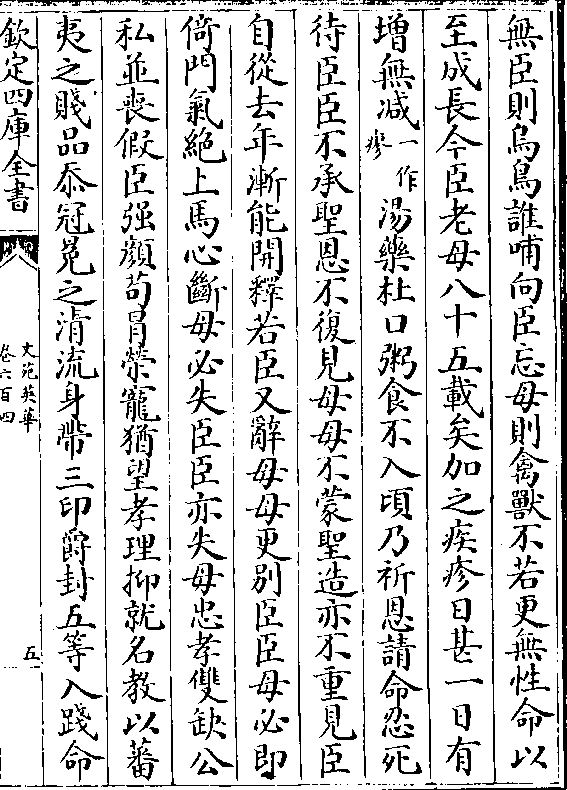 無臣則烏鳥誰哺向臣忘母則禽獸不若更無性命以
至成長今臣老母八十五載矣加之疾疹日甚一日有
增無減一作瘳湯藥杜口粥食不入頃乃祈恩請命忍死
待臣臣不承聖恩不復見母母不蒙聖造亦不重見臣
自從去年漸能開釋若臣又辭母母更别臣臣母必即
倚門氣絶上馬心斷母必失臣臣亦失母忠孝雙缺公
私並喪假臣强顔苟冒榮寵猶望孝理抑就名教以蕃
夷之賤品忝冠冕之清流身帶三印爵封五等入踐命
欽定四庫全書
文苑英華
卷六百四
五